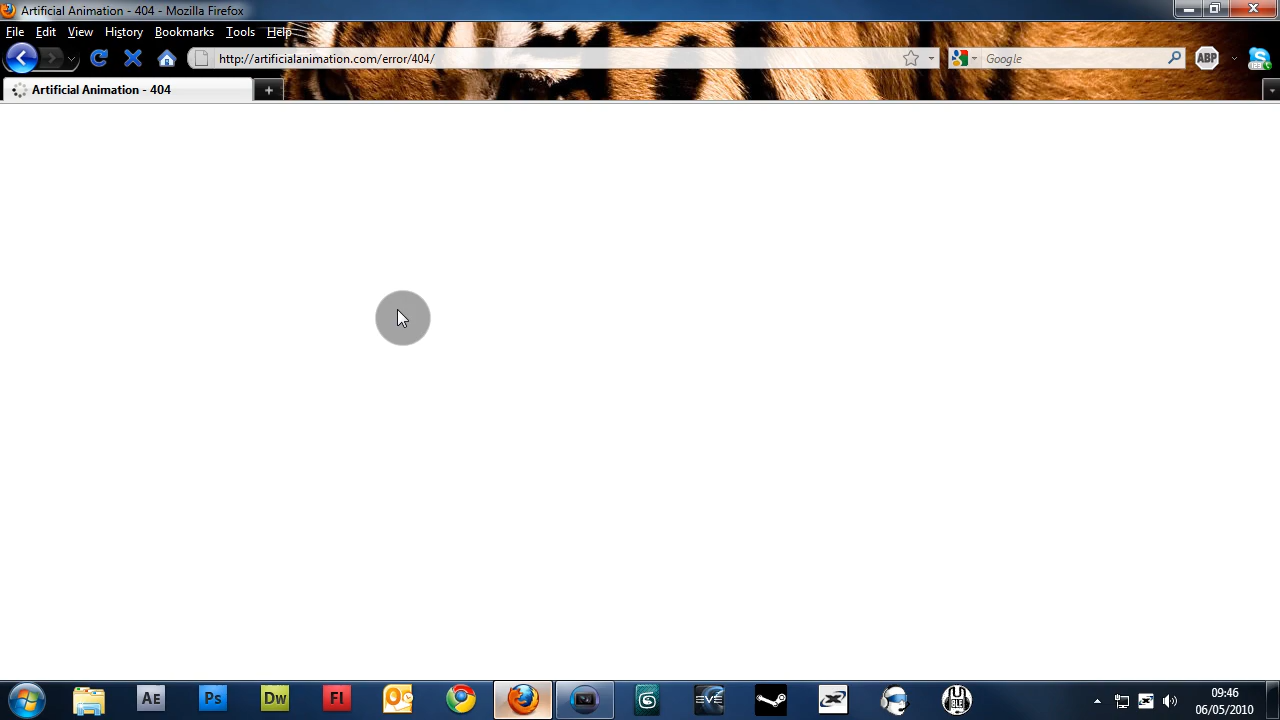 Artificial Animation - 404 - Mozilla Firefox
File Edit View History Bookmarks Tools Help
http://artificialanimation.com/error/404/
Google
ABP
Artificial Animation - 404
+
AE Ps Dw Fl EVE
09:46
06/05/2010